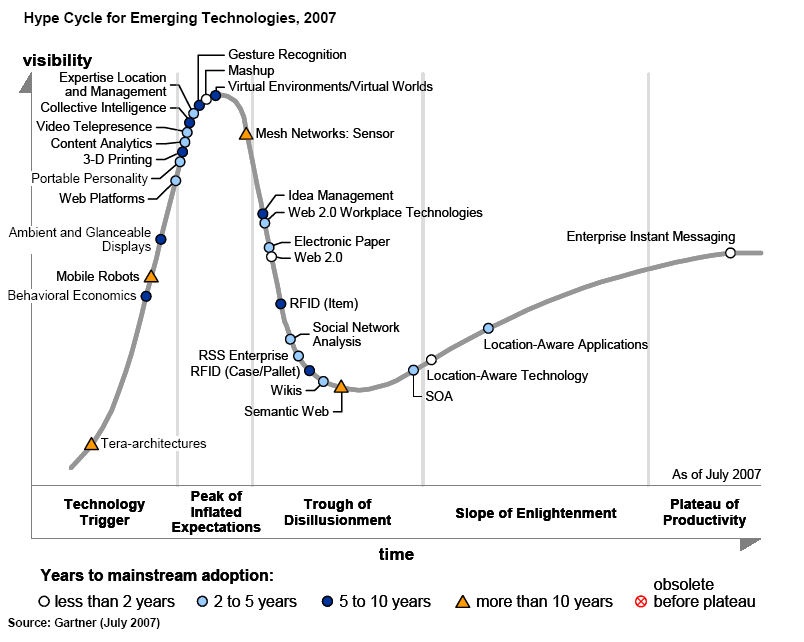 Hype Cycle for Emerging Technologies, 2007
visibility
Gesture Recognition
Mashup
Virtual Environments/Virtual Worlds
Expertise Location
and Management
Collective Intelligence
Video Telepresence
Content Analytics
3-D Printing
Portable Personality
Web Platforms
Ambient and Glanceable
Displays
Mobile Robots
Behavioral Economics
Tera-architectures
Mesh Networks: Sensor
Idea Management
Web 2.0 Workplace Technologies
Electronic Paper
Web 2.0
RFID (Item)
Social Network
Analysis
RSS Enterprise
RFID (Case/Pallet)
Wikis
Semantic Web
Enterprise Instant Messaging
Location-Aware Applications
Location-Aware Technology
SOA
As of July 2007
Technology
Trigger
Peak of
Inflated
Expectations
Trough of
Disillusionment
Slope of Enlightenment
Plateau of
Productivity
time
Years to mainstream adoption:
less than 2 years
2 to 5 years
5 to 10 years
more than 10 years
obsolete
before plateau
Source: Gartner (July 2007)